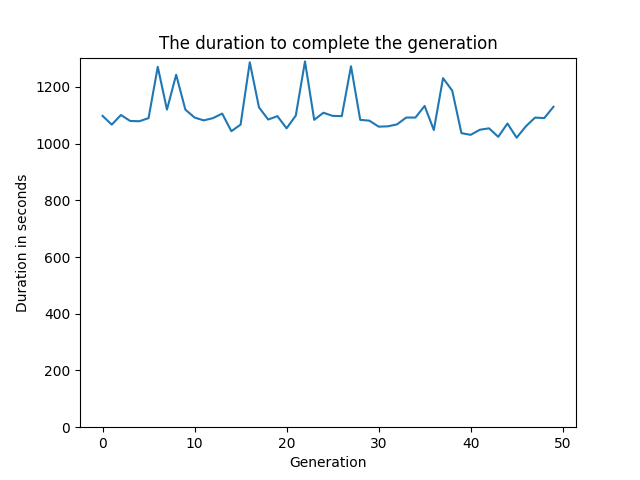 The duration to complete the generation
1200
1000
800
600
400
200
0
Duration in seconds
0 10 20 30 40 50
Generation